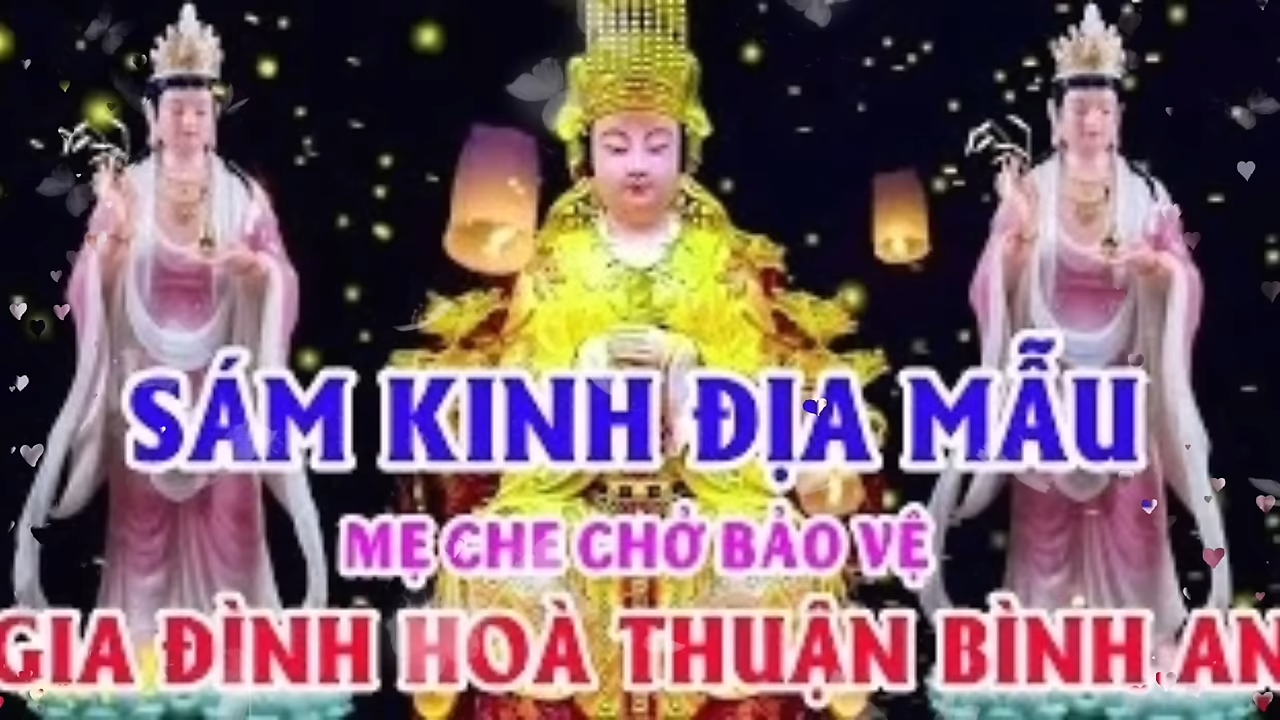 SÁM KINH ĐỊA MẪU
MẸ CHE CHỞ BẢO VỆ
GIA ĐÌNH HOÀ THUẬN BÌNH AN